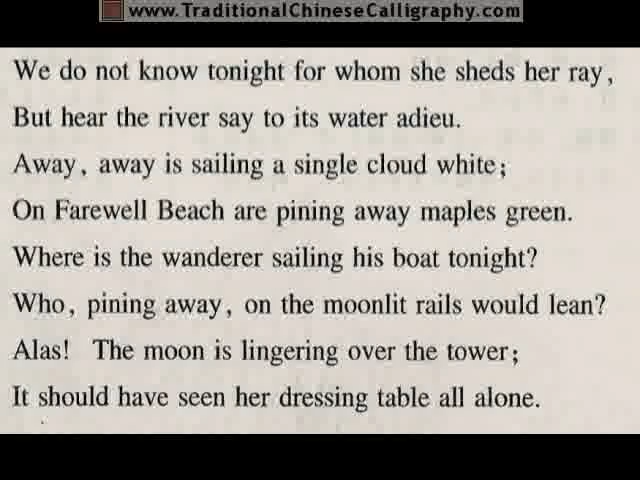 www.TraditionalChineseCalligraphy.com
We do not know tonight for whom she sheds her ray,
But hear the river say to its water adieu.
Away, away is sailing a single cloud white;
On Farewell Beach are pining away maples green.
Where is the wanderer sailing his boat tonight?
Who, pining away, on the moonlit rails would lean?
Alas! The moon is lingering over the tower;
It should have seen her dressing table all alone.